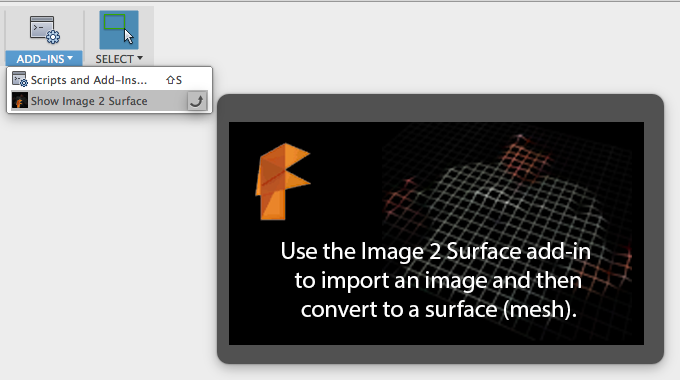 ADD-INS SELECT
Scripts and Add-Ins... ⇧S
Show Image 2 Surface
Use the Image 2 Surface add-in
to import an image and then
convert to a surface (mesh).